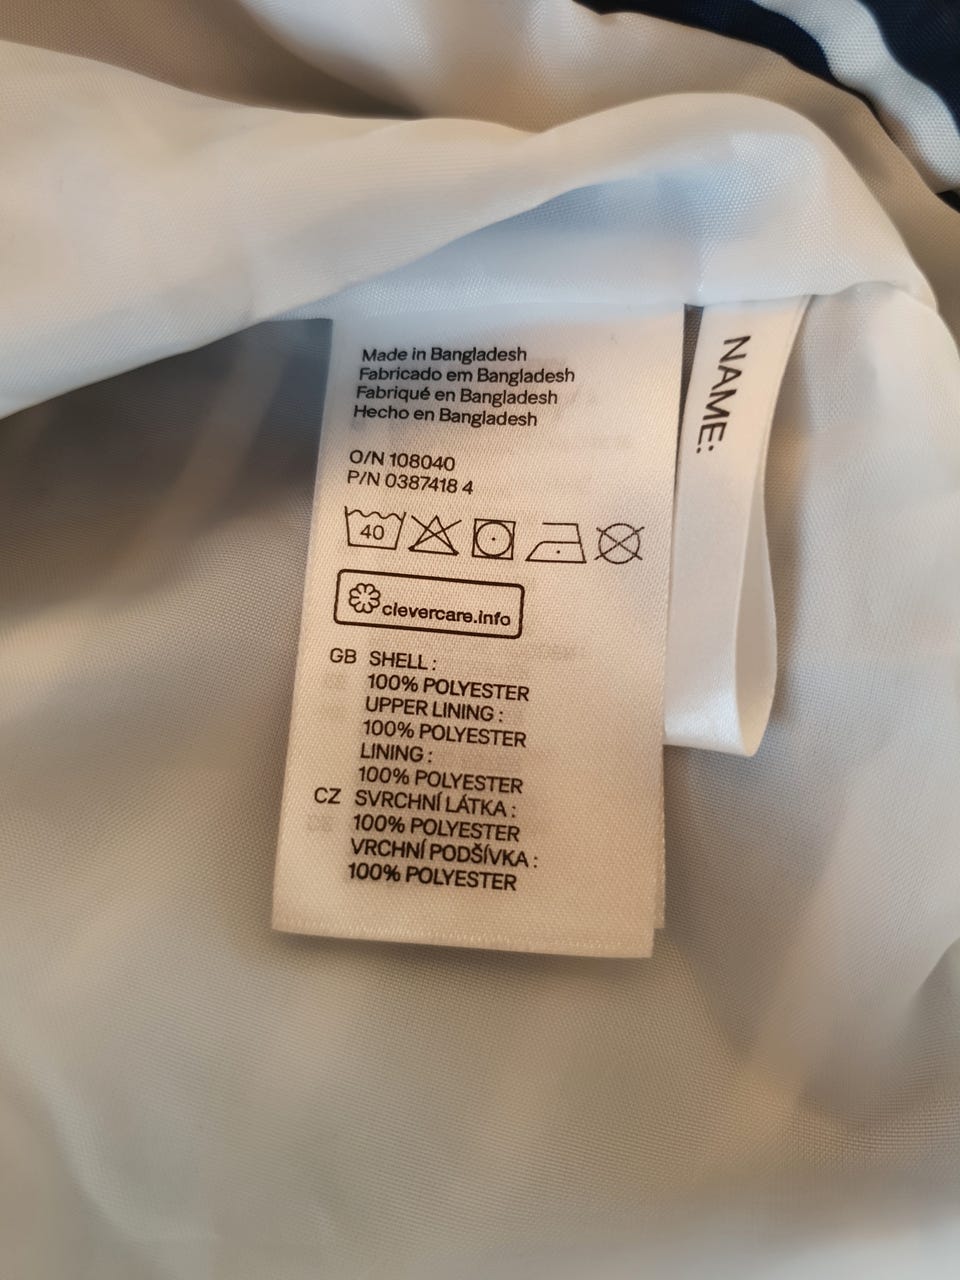 Made in Bangladesh
Fabricado em Bangladesh
Fabriqué en Bangladesh
Hecho en Bangladesh
O/N 108040
P/N 0387418 4
40
clevercare.info
GB SHELL :
100% POLYESTER
UPPER LINING :
100% POLYESTER
LINING :
100% POLYESTER
CZ SVRCHNÍ LÁTKA :
100% POLYESTER
VRCHNÍ PODŠÍVKA :
100% POLYESTER
NAME: